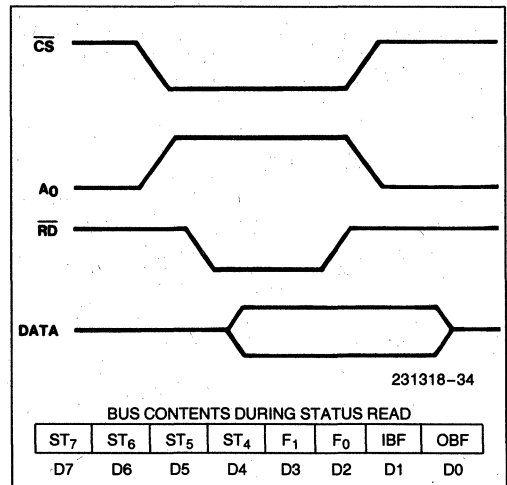 CS
A0
RD
DATA
231318-34
BUS CONTENTS DURING STATUS READ
ST7 ST6 ST5 ST4 F1 F0 IBF OBF
D7 D6 D5 D4 D3 D2 D1 D0